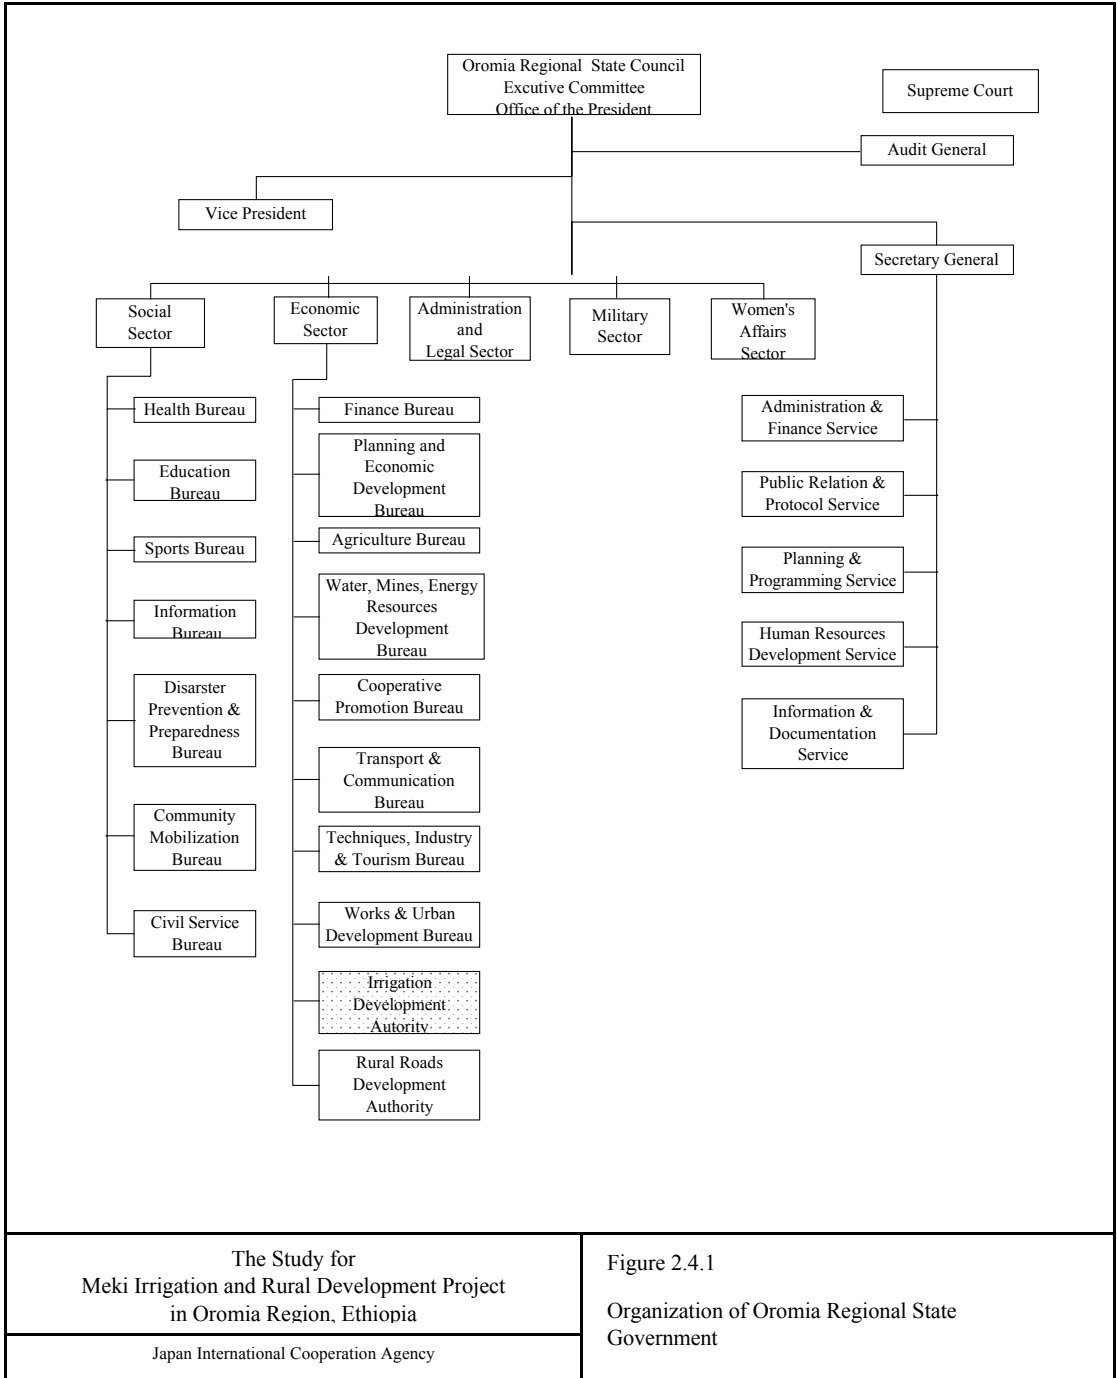 Oromia Regional State Council
Excutive Committee
Office of the President
Supreme Court
Audit General
Vice President
Secretary General
Social
Sector
Economic
Sector
Administration
and
Legal Sector
Military
Sector
Women's
Affairs
Sector
Health Bureau
Education
Bureau
Sports Bureau
Information
Bureau
Disarster
Prevention &
Preparedness
Bureau
Community
Mobilization
Bureau
Civil Service
Bureau
Finance Bureau
Planning and
Economic
Development
Bureau
Agriculture Bureau
Water, Mines, Energy
Resources
Development
Bureau
Cooperative
Promotion Bureau
Transport &
Communication
Bureau
Techniques, Industry
& Tourism Bureau
Works & Urban
Development Bureau
Irrigation
Development
Autority
Rural Roads
Development
Authority
Administration &
Finance Service
Public Relation &
Protocol Service
Planning &
Programming Service
Human Resources
Development Service
Information &
Documentation
Service
The Study for
Meki Irrigation and Rural Development Project
in Oromia Region, Ethiopia
Japan International Cooperation Agency
Figure 2.4.1
Organization of Oromia Regional State
Government